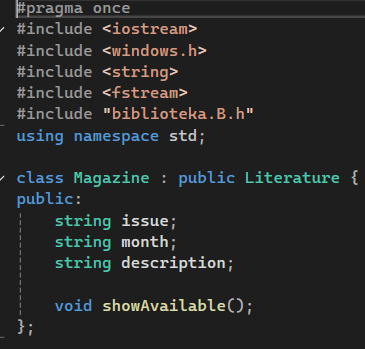 #pragma once
#include <iostream>
#include <windows.h>
#include <string>
#include <fstream>
#include "biblioteka.B.h"
using namespace std;
class Magazine : public Literature {
public:
string issue;
string month;
string description;
void showAvailable();
};